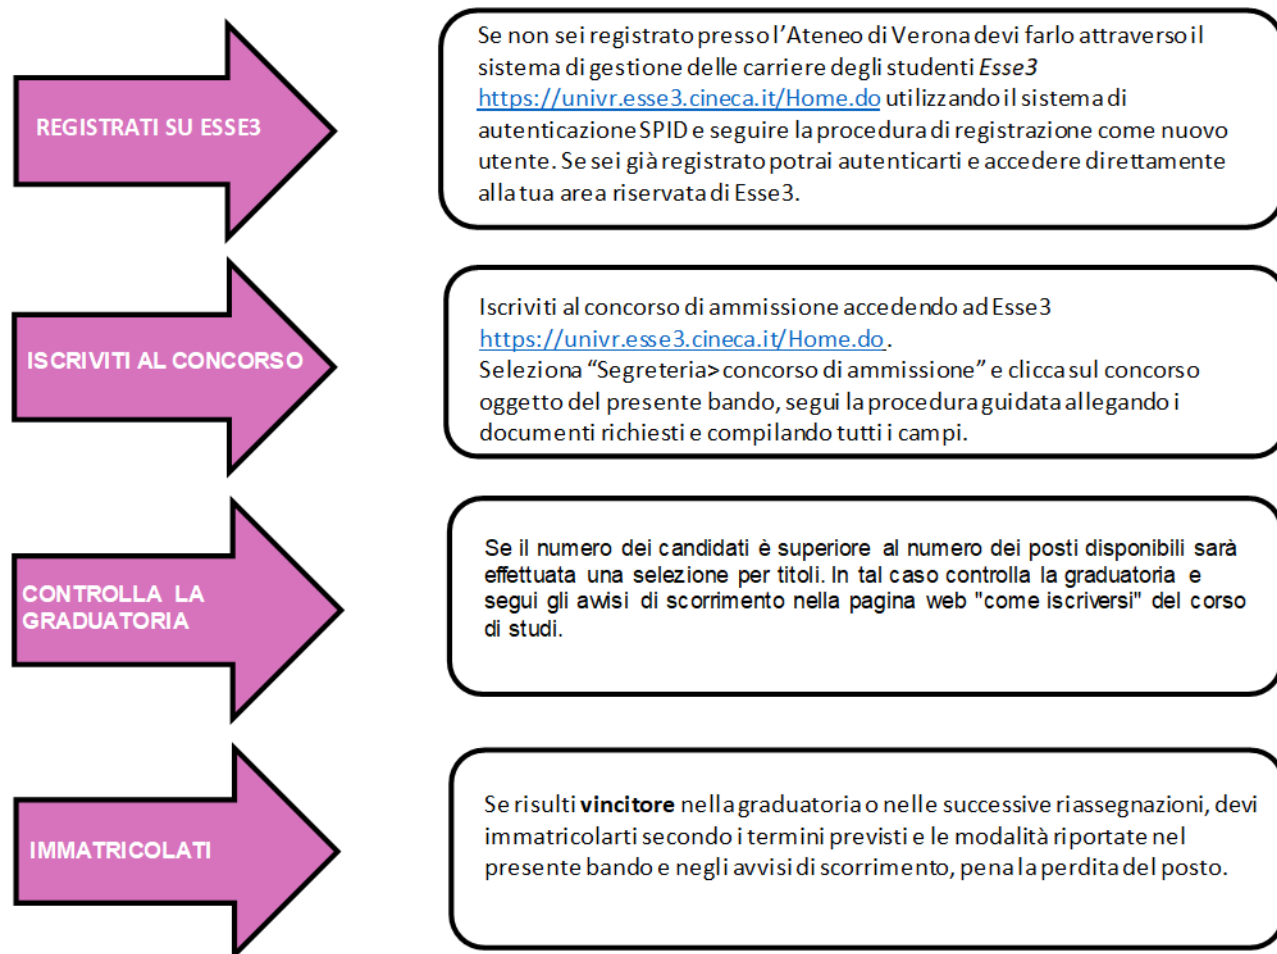 REGISTRATI SU ESSE3
Se non sei registrato presso l'Ateneo di Verona devi farlo attraverso il
sistema di gestione delle carriere degli studenti Esse3
https://univr.esse3.cineca.it/Home.do utilizzando il sistema di
autenticazione SPID e seguire la procedura di registrazione come nuovo
utente. Se sei già registrato potrai autenticarti e accedere direttamente
alla tua area riservata di Esse3.
ISCRIVITI AL CONCORSO
Iscriviti al concorso di ammissione accedendo ad Esse3
https://univr.esse3.cineca.it/Home.do.
Seleziona “Segreteria> concorso di ammissione” e clicca sul concorso
oggetto del presente bando, segui la procedura guidata allegando i
documenti richiesti e compilando tutti i campi.
CONTROLLA LA
GRADUATORIA
Se il numero dei candidati è superiore al numero dei posti disponibili sarà
effettuata una selezione per titoli. In tal caso controlla la graduatoria e
segui gli avvisi di scorrimento nella pagina web "come iscriversi" del corso
di studi.
IMMATRICOLATI
Se risulti vincitore nella graduatoria o nelle successive riassegnazioni, devi
immatricolarti secondo i termini previsti e le modalità riportate nel
presente bando e negli avvisi di scorrimento, pena la perdita del posto.